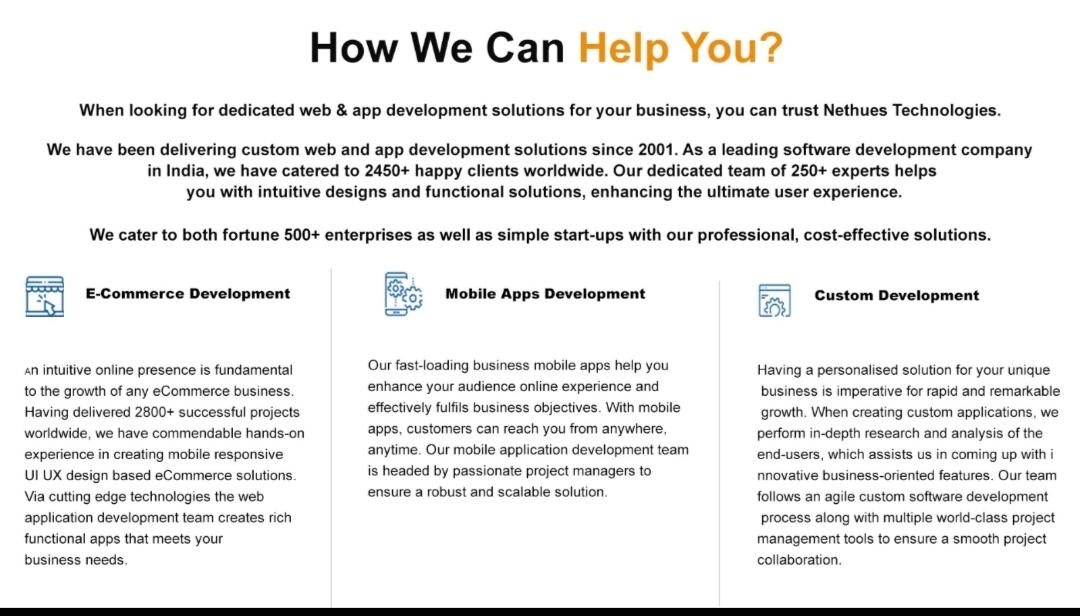 How We Can Help You?
When looking for dedicated web & app development solutions for your business, you can trust Nethues Technologies.
We have been delivering custom web and app development solutions since 2001. As a leading software development company
in India, we have catered to 2450+ happy clients worldwide. Our dedicated team of 250+ experts helps
you with intuitive designs and functional solutions, enhancing the ultimate user experience.
We cater to both fortune 500+ enterprises as well as simple start-ups with our professional, cost-effective solutions.
E-Commerce Development
An intuitive online presence is fundamental
to the growth of any eCommerce business.
Having delivered 2800+ successful projects
worldwide, we have commendable hands-on
experience in creating mobile responsive
UI UX design based eCommerce solutions.
Via cutting edge technologies the web
application development team creates rich
functional apps that meets your
business needs.
Mobile Apps Development
Our fast-loading business mobile apps help you
enhance your audience online experience and
effectively fulfils business objectives. With mobile
apps, customers can reach you from anywhere,
anytime. Our mobile application development team
is headed by passionate project managers to
ensure a robust and scalable solution.
Custom Development
Having a personalised solution for your unique
business is imperative for rapid and remarkable
growth. When creating custom applications, we
perform in-depth research and analysis of the
end-users, which assists us in coming up with i
nnovative business-oriented features. Our team
follows an agile custom software development
process along with multiple world-class project
management tools to ensure a smooth project
collaboration.